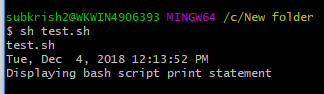 subkrish2@WKWIN4906393 MINGW64 /c/New folder
$ sh test.sh
test.sh
Tue, Dec  4, 2018 12:13:52 PM
Displaying bash script print statement